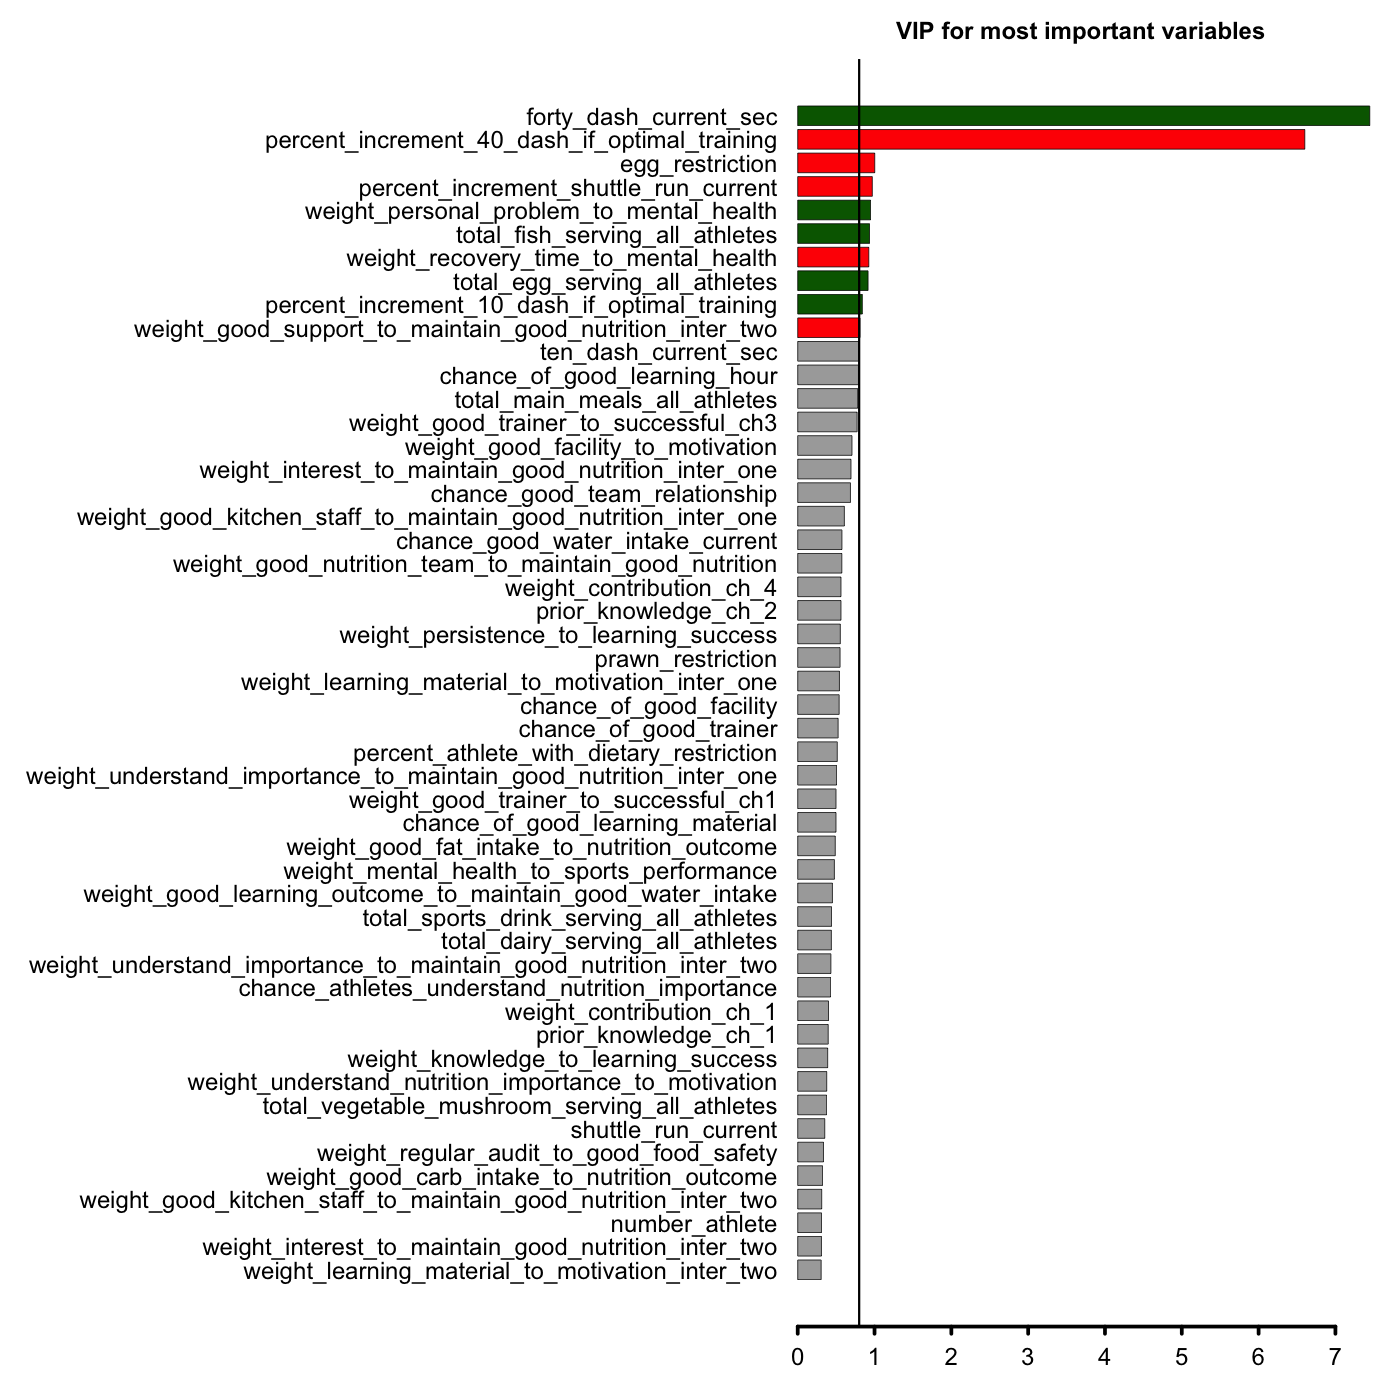 VIP for most important variables
forty_dash_current_sec
percent_increment_40_dash_if_optimal_training
egg_restriction
percent_increment_shuttle_run_current
weight_personal_problem_to_mental_health
total_fish_serving_all_athletes
weight_recovery_time_to_mental_health
total_egg_serving_all_athletes
percent_increment_10_dash_if_optimal_training
weight_good_support_to_maintain_good_nutrition_inter_two
ten_dash_current_sec
chance_of_good_learning_hour
total_main_meals_all_athletes
weight_good_trainer_to_successful_ch3
weight_good_facility_to_motivation
weight_interest_to_maintain_good_nutrition_inter_one
chance_good_team_relationship
weight_good_kitchen_staff_to_maintain_good_nutrition_inter_one
chance_good_water_intake_current
weight_good_nutrition_team_to_maintain_good_nutrition
weight_contribution_ch_4
prior_knowledge_ch_2
weight_persistence_to_learning_success
prawn_restriction
weight_learning_material_to_motivation_inter_one
chance_of_good_facility
chance_of_good_trainer
percent_athlete_with_dietary_restriction
weight_understand_importance_to_maintain_good_nutrition_inter_one
weight_good_trainer_to_successful_ch1
chance_of_good_learning_material
weight_good_fat_intake_to_nutrition_outcome
weight_mental_health_to_sports_performance
weight_good_learning_outcome_to_maintain_good_water_intake
total_sports_drink_serving_all_athletes
total_dairy_serving_all_athletes
weight_understand_importance_to_maintain_good_nutrition_inter_two
chance_athletes_understand_nutrition_importance
weight_contribution_ch_1
prior_knowledge_ch_1
weight_knowledge_to_learning_success
weight_understand_nutrition_importance_to_motivation
total_vegetable_mushroom_serving_all_athletes
shuttle_run_current
weight_regular_audit_to_good_food_safety
weight_good_carb_intake_to_nutrition_outcome
weight_good_kitchen_staff_to_maintain_good_nutrition_inter_two
number_athlete
weight_interest_to_maintain_good_nutrition_inter_two
weight_learning_material_to_motivation_inter_two
0 1 2 3 4 5 6 7